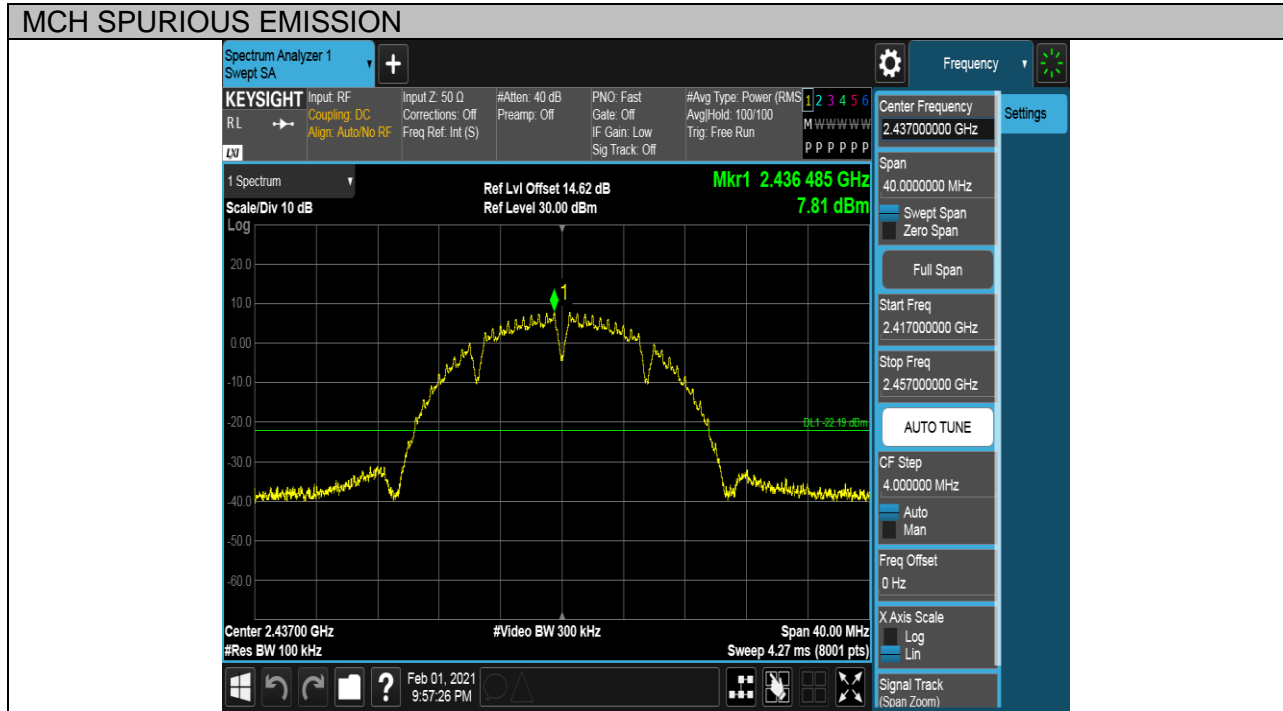 MCH SPURIOUS EMISSION
Spectrum Analyzer 1
Swept SA
Frequency
KEYSIGHT
RL
LXI
Input: RF
Coupling: DC
Align: Auto/No RF
Input Z: 50 Ω
Corrections: Off
Freq Ref: Int (S)
#Atten: 40 dB
Preamp: Off
PNO: Fast
Gate: Off
IF Gain: Low
Sig Track: Off
#Avg Type: Power (RMS
Avg|Hold: 100/100
Trig: Free Run
1 2 3 4 5 6
M W W W W W
P P P P P P
1 Spectrum
Scale/Div 10 dB
Log
Ref Lvl Offset 14.62 dB
Ref Level 30.00 dBm
Mkr1 2.436 485 GHz
7.81 dBm
20.0
10.0
0.00
-10.0
-20.0
-30.0
-40.0
-50.0
-60.0
1
DL1 -22.19 dBm
Center 2.43700 GHz
#Res BW 100 kHz
#Video BW 300 kHz
Span 40.00 MHz
Sweep 4.27 ms (8001 pts)
?
Feb 01, 2021
9:57:26 PM
Center Frequency
2.437000000 GHz
Settings
Span
40.0000000 MHz
Swept Span
Zero Span
Full Span
Start Freq
2.417000000 GHz
Stop Freq
2.457000000 GHz
AUTO TUNE
CF Step
4.000000 MHz
Auto
Man
Freq Offset
0 Hz
X Axis Scale
Log
Lin
Signal Track
(Span Zoom)